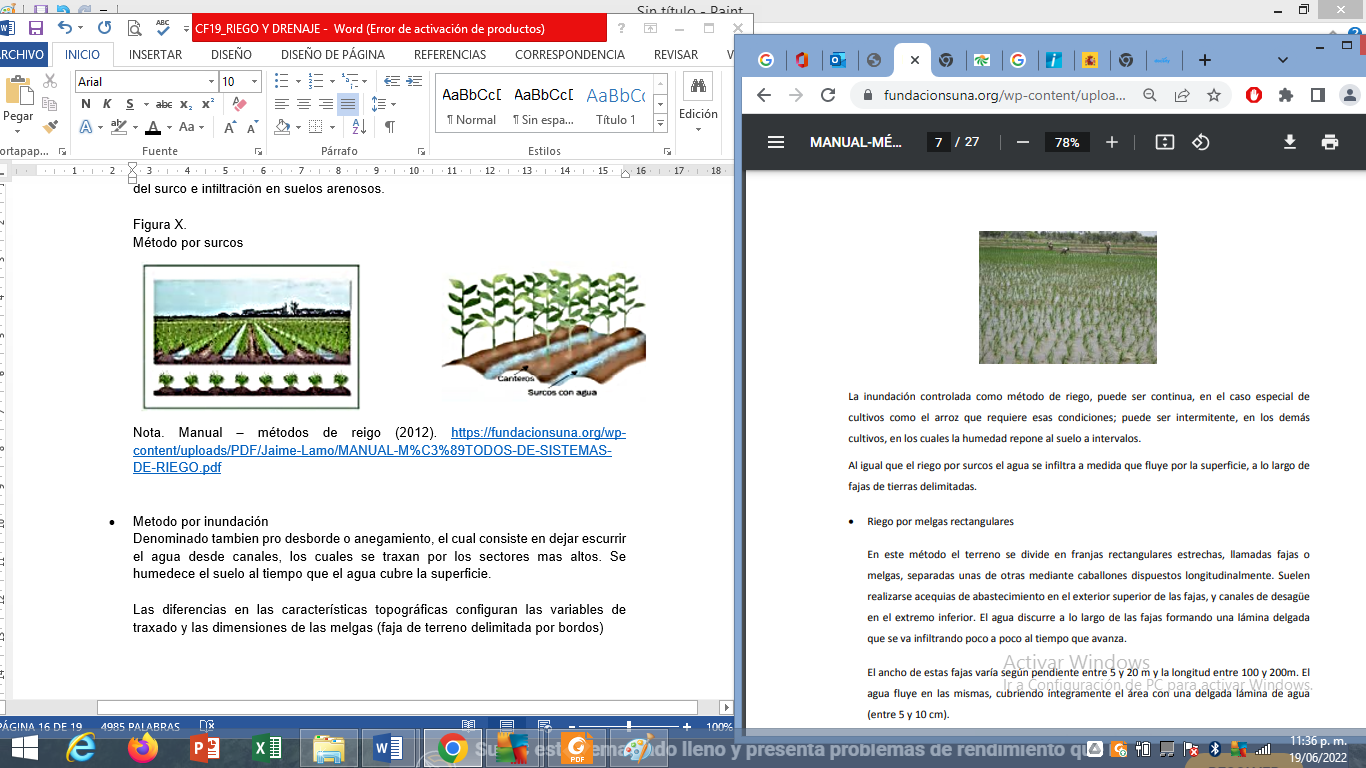 Sin título - Paint
CF19_RIEGO Y DRENAJE - Word (Error de activación de productos)
ARCHIVO INICIO INSERTAR DISEÑO DISEÑO DE PÁGINA REFERENCIAS CORRESPONDENCIA REVISAR
Arial 10
Pegar
N K S abc x₂ x²
AaBbCcD AaBbCcD AaBbC
¶ Normal ¶ Sin espa... Título 1
Edición
Fuente Párrafo Estilos
del surco e infiltración en suelos arenosos.
Figura X.
Método por surcos
Canteros
Surcos con agua
Nota. Manual – métodos de reigo (2012). https://fundacionsuna.org/wp-
content/uploads/PDF/Jaime-Lamo/MANUAL-M%C3%89TODOS-DE-SISTEMAS-
DE-RIEGO.pdf
• Metodo por inundación
Denominado tambien pro desborde o anegamiento, el cual consiste en dejar escurrir
el agua desde canales, los cuales se traxan por los sectores mas altos. Se
humedece el suelo al tiempo que el agua cubre la superficie.
Las diferencias en las características topográficas configuran las variables de
traxado y las dimensiones de las melgas (faja de terreno delimitada por bordos)
PÁGINA 16 DE 19 4985 PALABRAS 100%
fundacionsuna.org/wp-content/uploa...
MANUAL-MÉ... 7 / 27 78%
La inundación controlada como método de riego, puede ser continua, en el caso especial de
cultivos como el arroz que requiere esas condiciones; puede ser intermitente, en los demás
cultivos, en los cuales la humedad repone al suelo a intervalos.
Al igual que el riego por surcos el agua se infiltra a medida que fluye por la superficie, a lo largo de
fajas de tierras delimitadas.
• Riego por melgas rectangulares
En este método el terreno se divide en franjas rectangulares estrechas, llamadas fajas o
melgas, separadas unas de otras mediante caballones dispuestos longitudinalmente. Suelen
realizarse acequias de abastecimiento en el exterior superior de las fajas, y canales de desagüe
en el extremo inferior. El agua discurre a lo largo de las fajas formando una lámina delgada
que se va infiltrando poco a poco al tiempo que avanza.
El ancho de estas fajas varía según pendiente entre 5 y 20 m y la longitud entre 100 y 200m. El
agua fluye en las mismas, cubriendo integramente el área con una delgada lámina de agua
(entre 5 y 10 cm).
Activar Windows
Ir a Configuración de PC para activar Windows.
lleno y presenta problemas de rendimiento
11:36 p. m.
19/06/2022